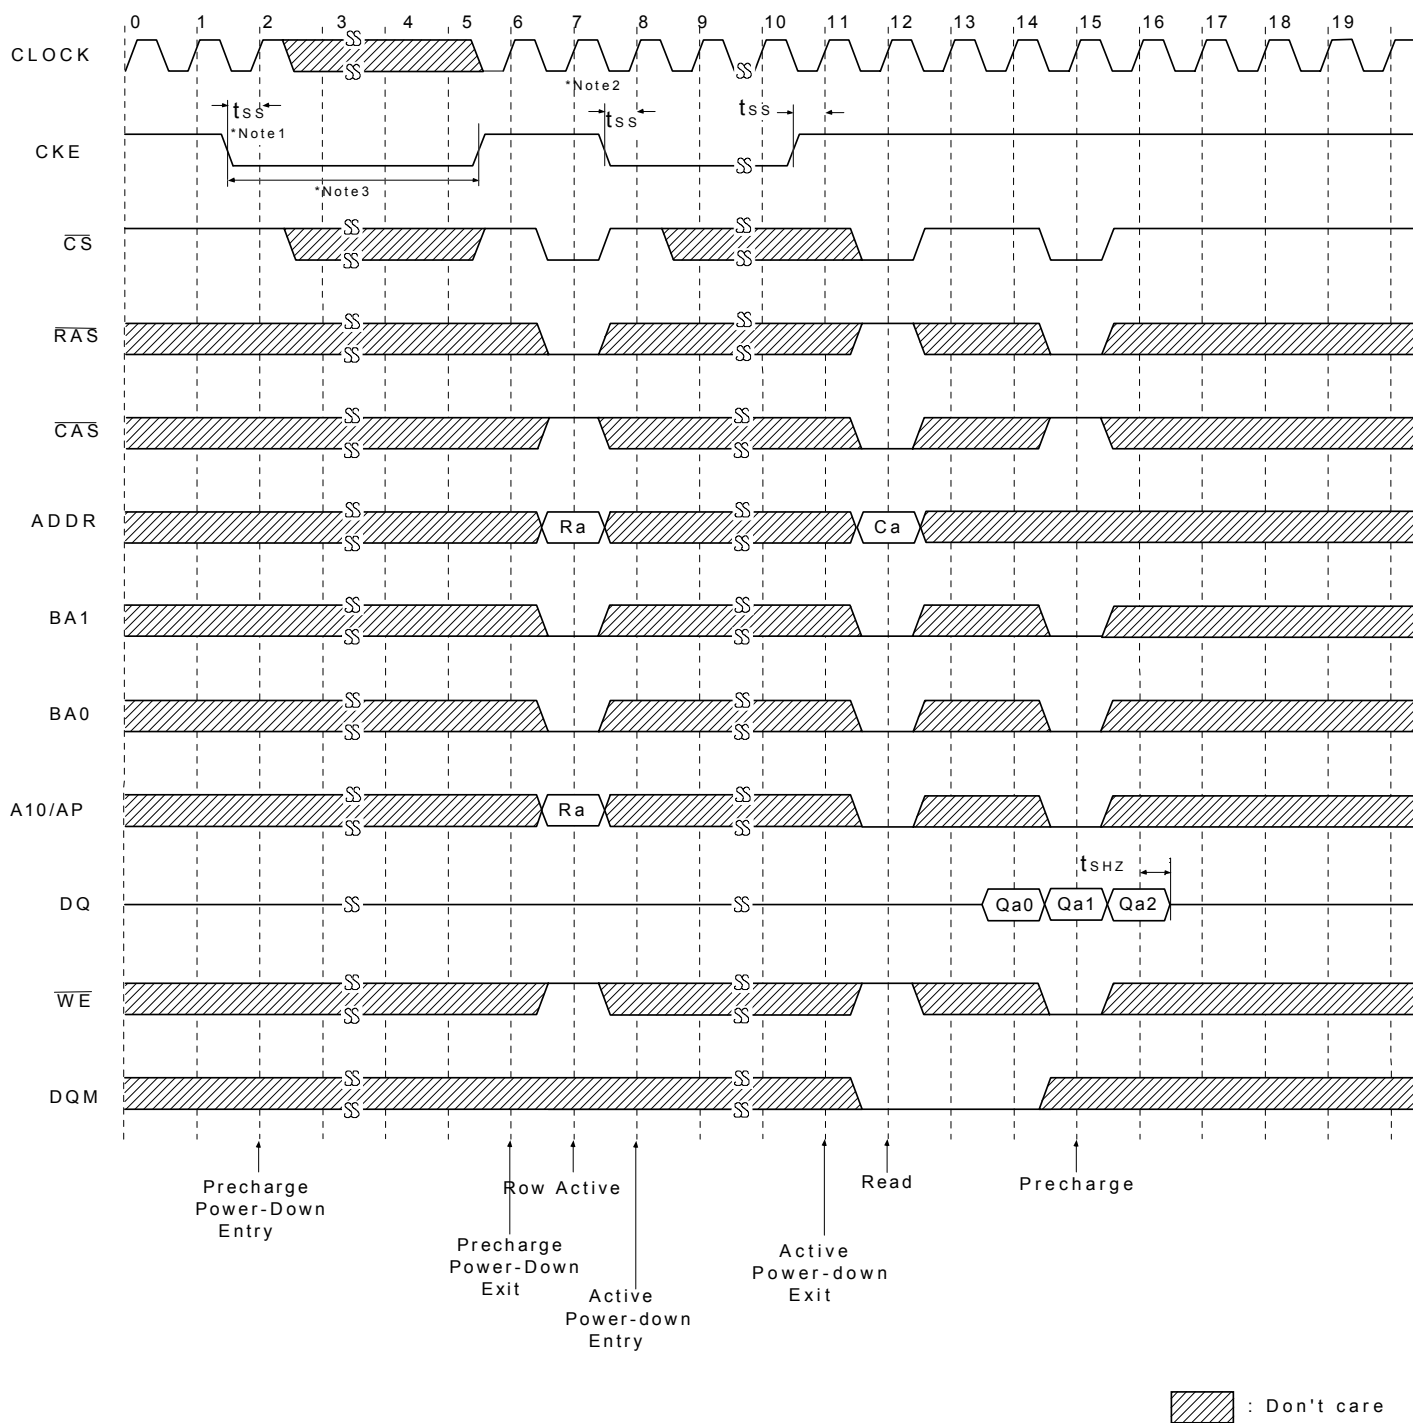 0 1 2 3 4 5 6 7 8 9 10 11 12 13 14 15 16 17 18 19
CLOCK
*Note2
tSS
tSS
tSS
*Note1
CKE
*Note3
CS
RAS
CAS
ADDR
Ra
Ca
BA1
BA0
A10/AP
Ra
tSHZ
DQ
Qa0
Qa1
Qa2
WE
DQM
Precharge
Power-Down
Entry
Row Active
Read
Precharge
Precharge
Power-Down
Exit
Active
Power-down
Exit
Active
Power-down
Entry
: Don't care